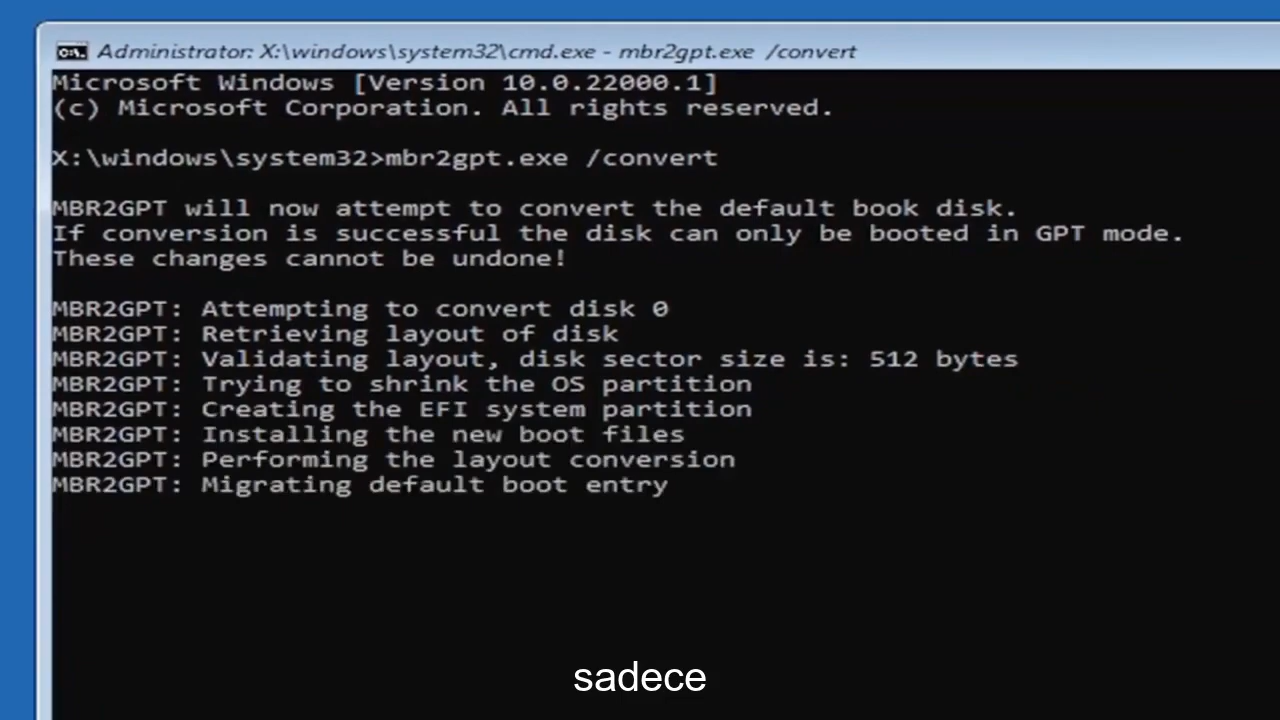 Administrator: X:\windows\system32\cmd.exe - mbr2gpt.exe /convert
Microsoft Windows [Version 10.0.22000.1]
(c) Microsoft Corporation. All rights reserved.
X:\windows\system32>mbr2gpt.exe /convert
MBR2GPT will now attempt to convert the default book disk.
If conversion is successful the disk can only be booted in GPT mode.
These changes cannot be undone!
MBR2GPT: Attempting to convert disk 0
MBR2GPT: Retrieving layout of disk
MBR2GPT: Validating layout, disk sector size is: 512 bytes
MBR2GPT: Trying to shrink the OS partition
MBR2GPT: Creating the EFI system partition
MBR2GPT: Installing the new boot files
MBR2GPT: Performing the layout conversion
MBR2GPT: Migrating default boot entry
sadece